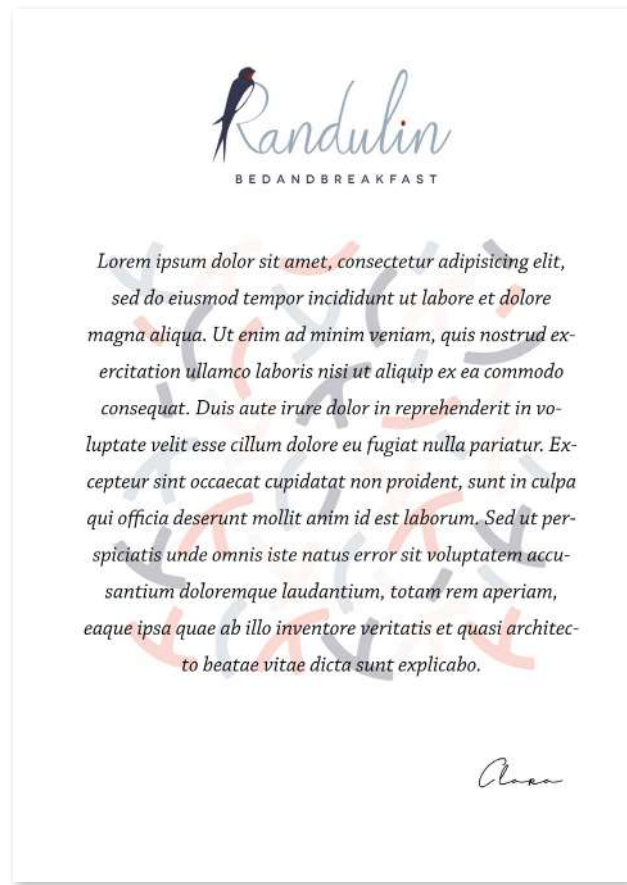 Randulin
BEDANDBREAKFAST
Lorem ipsum dolor sit amet, consectetur adipisicing elit,
sed do eiusmod tempor incididunt ut labore et dolore
magna aliqua. Ut enim ad minim veniam, quis nostrud ex-
ercitation ullamco laboris nisi ut aliquip ex ea commodo
consequat. Duis aute irure dolor in reprehenderit in vo-
luptate velit esse cillum dolore eu fugiat nulla pariatur. Ex-
cepteur sint occaecat cupidatat non proident, sunt in culpa
qui officia deserunt mollit anim id est laborum. Sed ut per-
spiciatis unde omnis iste natus error sit voluptatem accu-
santium doloremque laudantium, totam rem aperiam,
eaque ipsa quae ab illo inventore veritatis et quasi architec-
to beatae vitae dicta sunt explicabo.
Clara